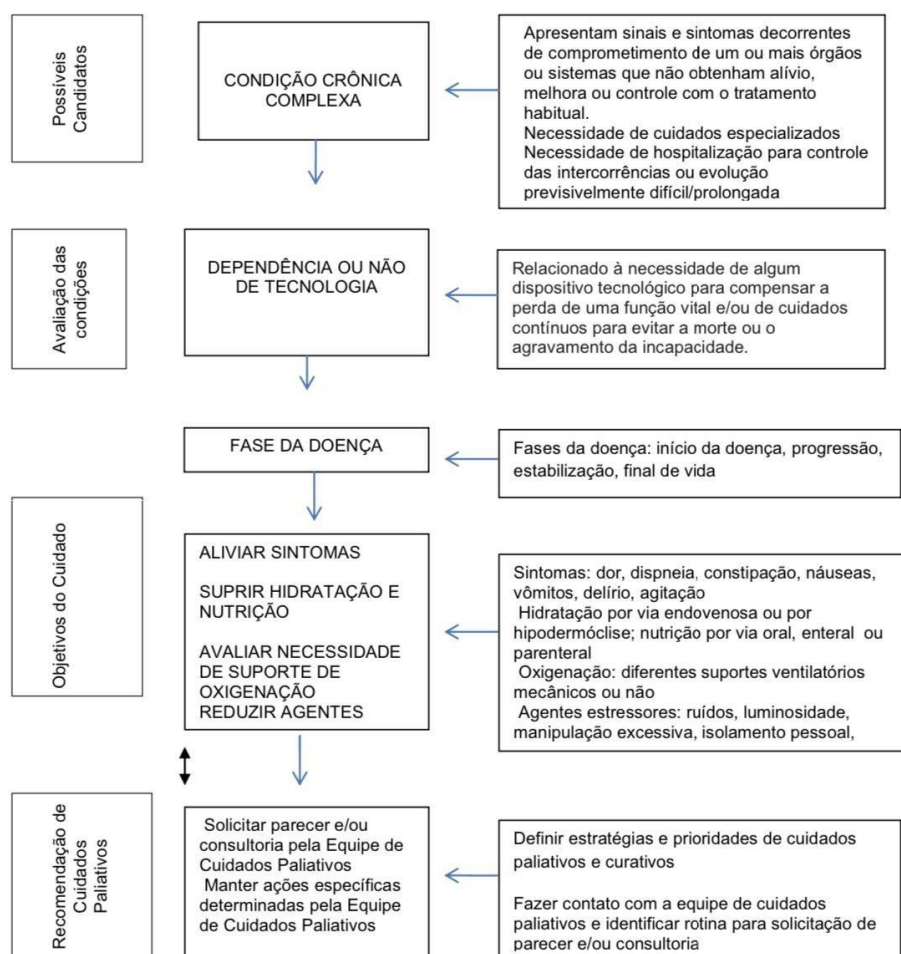 Possíveis
Candidatos
CONDIÇÃO CRÔNICA
COMPLEXA
Apresentam sinais e sintomas decorrentes
de comprometimento de um ou mais órgãos
ou sistemas que não obtenham alívio,
melhora ou controle com o tratamento
habitual.
Necessidade de cuidados especializados
Necessidade de hospitalização para controle
das intercorrências ou evolução
previsivelmente difícil/prolongada
Avaliação das
condições
DEPENDÊNCIA OU NÃO
DE TECNOLOGIA
Relacionado à necessidade de algum
dispositivo tecnológico para compensar a
perda de uma função vital e/ou de cuidados
contínuos para evitar a morte ou o
agravamento da incapacidade.
FASE DA DOENÇA
Fases da doença: início da doença, progressão,
estabilização, final de vida
Objetivos do Cuidado
ALIVIAR SINTOMAS
SUPRIR HIDRATAÇÃO E
NUTRIÇÃO
AVALIAR NECESSIDADE
DE SUPORTE DE
OXIGENAÇÃO
REDUZIR AGENTES
Sintomas: dor, dispneia, constipação, náuseas,
vômitos, delírio, agitação
Hidratação por via endovenosa ou por
hipodermóclise; nutrição por via oral, enteral ou
parenteral
Oxigenação: diferentes suportes ventilatórios
mecânicos ou não
Agentes estressores: ruídos, luminosidade,
manipulação excessiva, isolamento pessoal,
Recomendação de
Cuidados
Paliativos
Solicitar parecer e/ou
consultoria pela Equipe de
Cuidados Paliativos
Manter ações específicas
determinadas pela Equipe
de Cuidados Paliativos
Definir estratégias e prioridades de cuidados
paliativos e curativos
Fazer contato com a equipe de cuidados
paliativos e identificar rotina para solicitação de
parecer e/ou consultoria